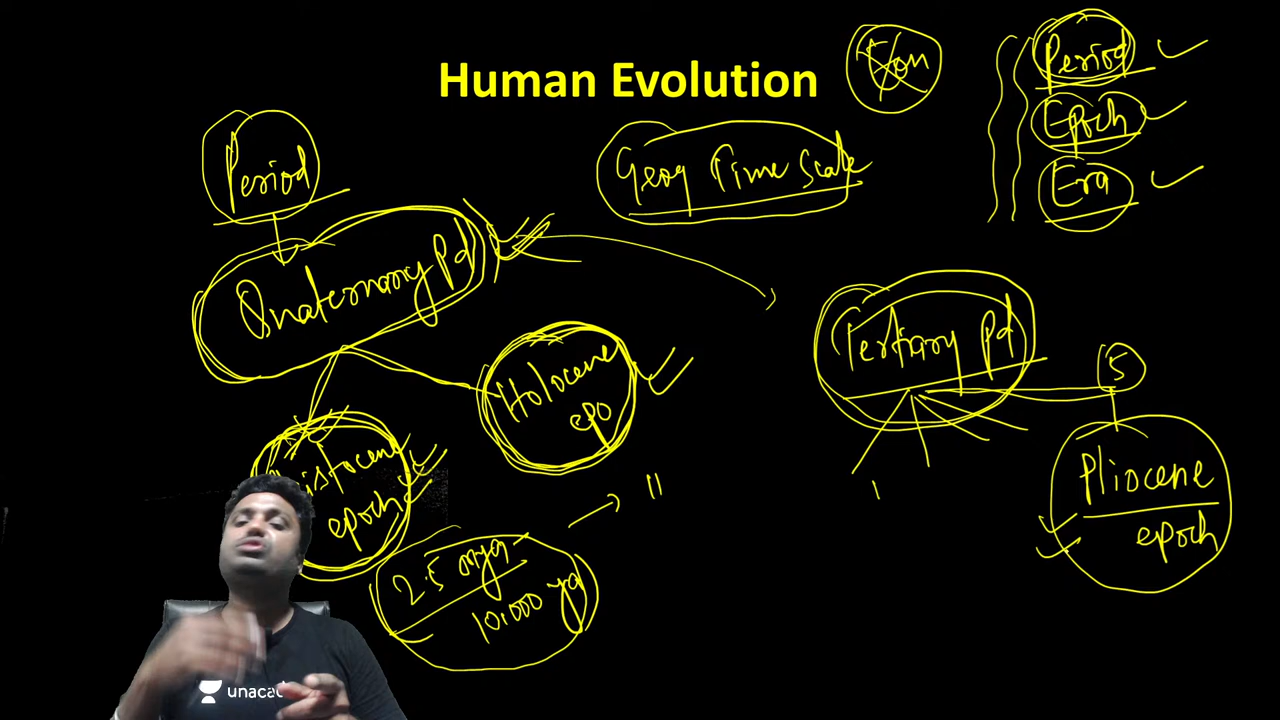 Human Evolution
Eon
Period
Epoch
Era
Geog Time Scale
Period
Quaternary Pd
Tertiary Pd
5
Holocene
epo
Pliocene
epoch
epoch
2.5 mya
10,000 ya
unacad